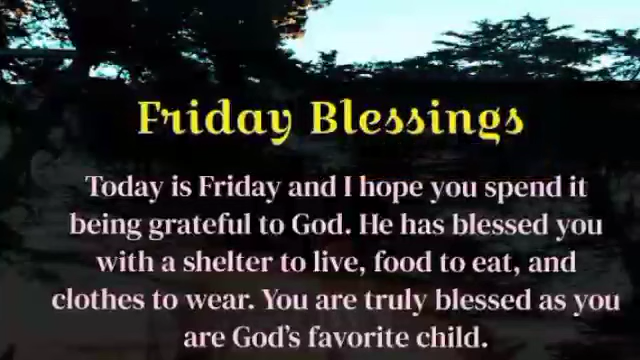 Friday Blessings
Today is Friday and I hope you spend it
being grateful to God. He has blessed you
with a shelter to live, food to eat, and
clothes to wear. You are truly blessed as you
are God's favorite child.